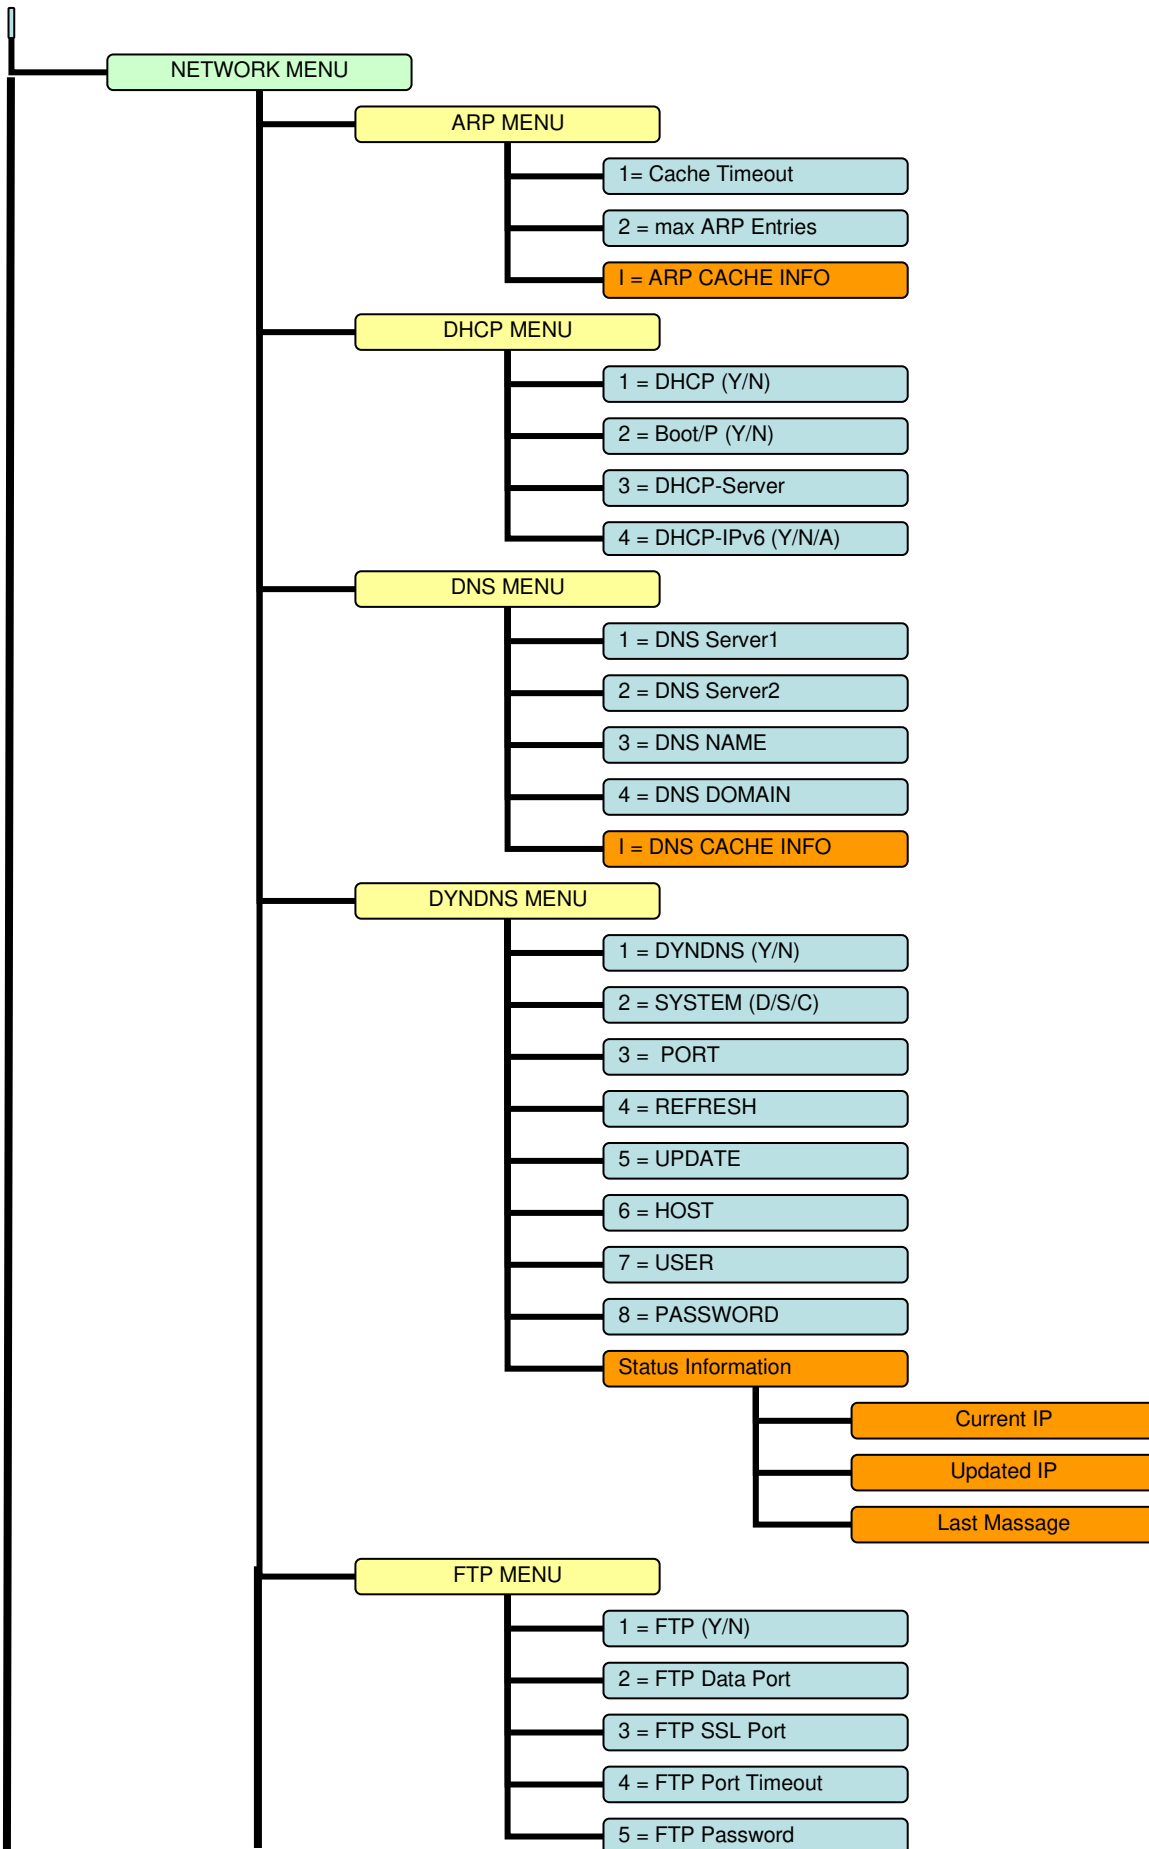 NETWORK MENU
ARP MENU
1= Cache Timeout
2 = max ARP Entries
I = ARP CACHE INFO
DHCP MENU
1 = DHCP (Y/N)
2 = Boot/P (Y/N)
3 = DHCP-Server
4 = DHCP-IPv6 (Y/N/A)
DNS MENU
1 = DNS Server1
2 = DNS Server2
3 = DNS NAME
4 = DNS DOMAIN
I = DNS CACHE INFO
DYNDNS MENU
1 = DYNDNS (Y/N)
2 = SYSTEM (D/S/C)
3 =  PORT
4 = REFRESH
5 = UPDATE
6 = HOST
7 = USER
8 = PASSWORD
Status Information
Current IP
Updated IP
Last Massage
FTP MENU
1 = FTP (Y/N)
2 = FTP Data Port
3 = FTP SSL Port
4 = FTP Port Timeout
5 = FTP Password